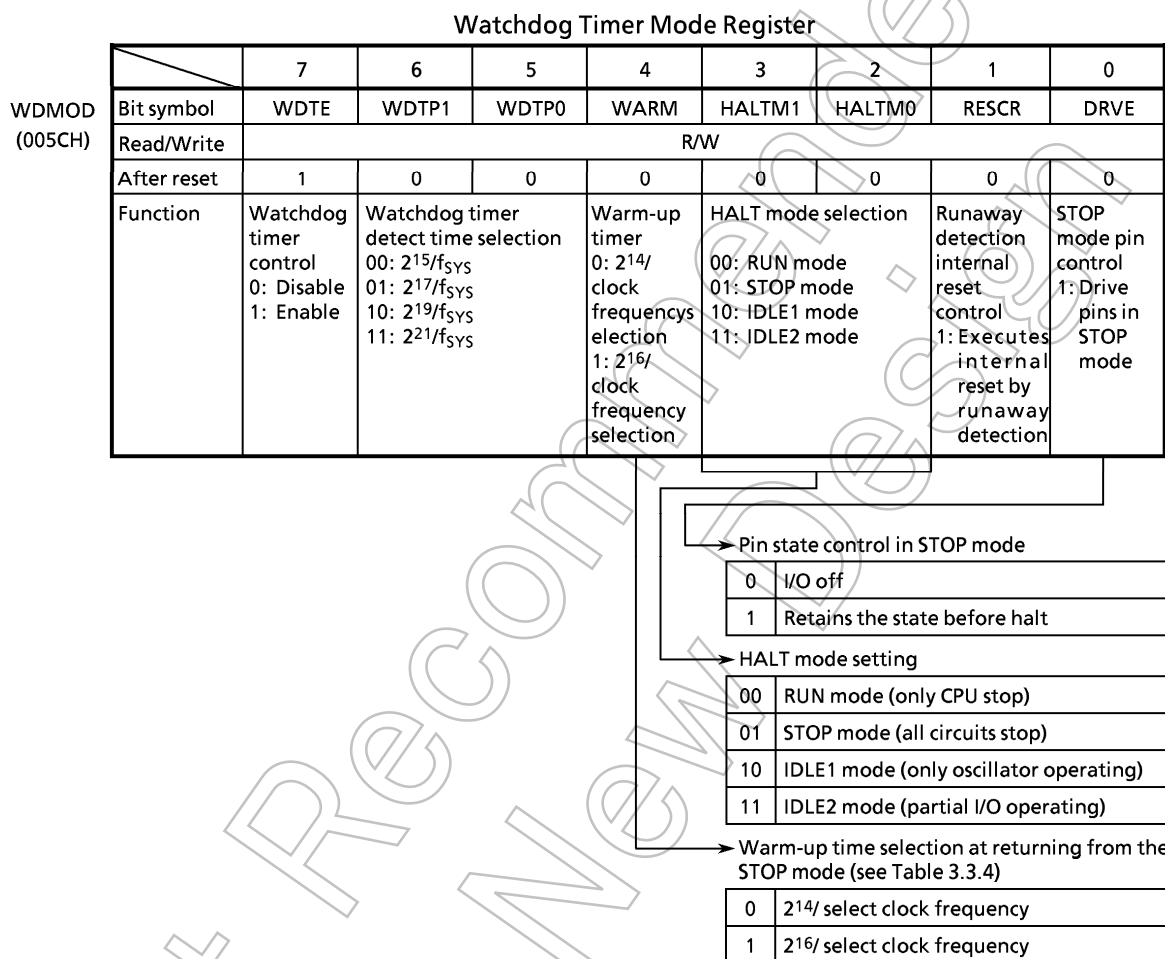 Watchdog Timer Mode Register
7 6 5 4 3 2 1 0
WDMOD
(005CH)
Bit symbol WDTE WDTP1 WDTP0 WARM HALTM1 HALTM0 RESCR DRVE
Read/Write R/W
After reset 1 0 0 0 0 0 0 0
Function
Watchdog
timer
control
0: Disable
1: Enable
Watchdog timer
detect time selection
00: 2¹⁵/fSYS
01: 2¹⁷/fSYS
10: 2¹⁹/fSYS
11: 2²¹/fSYS
Warm-up
timer
0: 2¹⁴/
clock
frequencys
election
1: 2¹⁶/
clock
frequency
selection
HALT mode selection
00: RUN mode
01: STOP mode
10: IDLE1 mode
11: IDLE2 mode
Runaway
detection
internal
reset
control
1: Executes
internal
reset by
runaway
detection
STOP
mode pin
control
1: Drive
pins in
STOP
mode
Pin state control in STOP mode
0 I/O off
1 Retains the state before halt
HALT mode setting
00 RUN mode (only CPU stop)
01 STOP mode (all circuits stop)
10 IDLE1 mode (only oscillator operating)
11 IDLE2 mode (partial I/O operating)
Warm-up time selection at returning from the
STOP mode (see Table 3.3.4)
0 2¹⁴/ select clock frequency
1 2¹⁶/ select clock frequency
Recommende
New Design